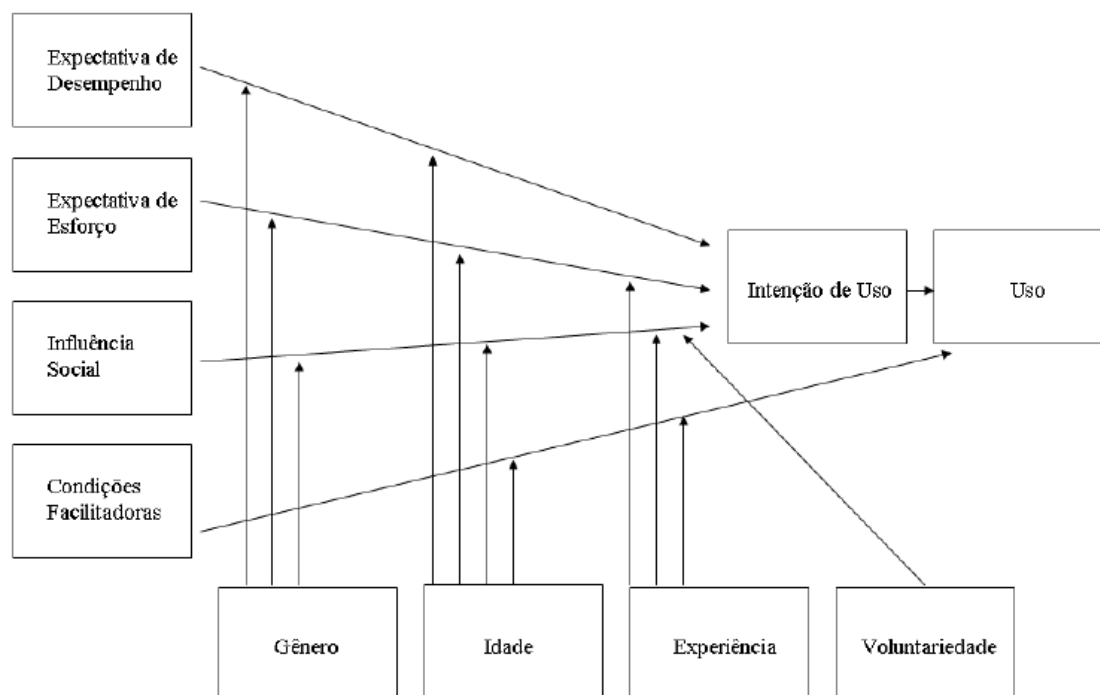 Expectativa de
Desempenho
Expectativa de
Esforço
Influência
Social
Condições
Facilitadoras
Intenção de Uso
Uso
Gênero
Idade
Experiência
Voluntariedade